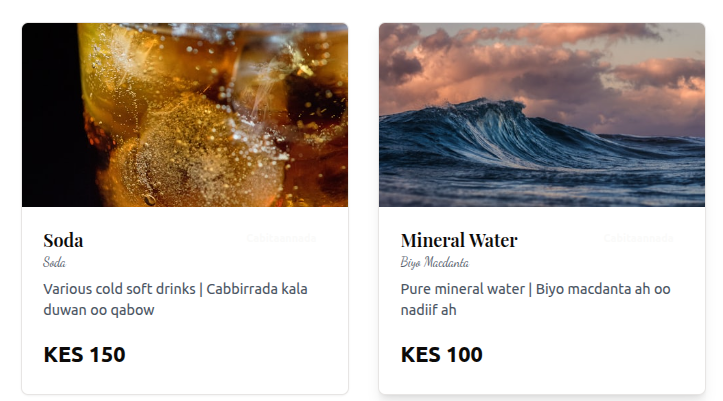 Soda
Soda
Various cold soft drinks | Cabbirrada kala
duwan oo qabow
KES 150
Mineral Water
Biyo Macdanta
Pure mineral water | Biyo macdanta ah oo
nadiif ah
KES 100